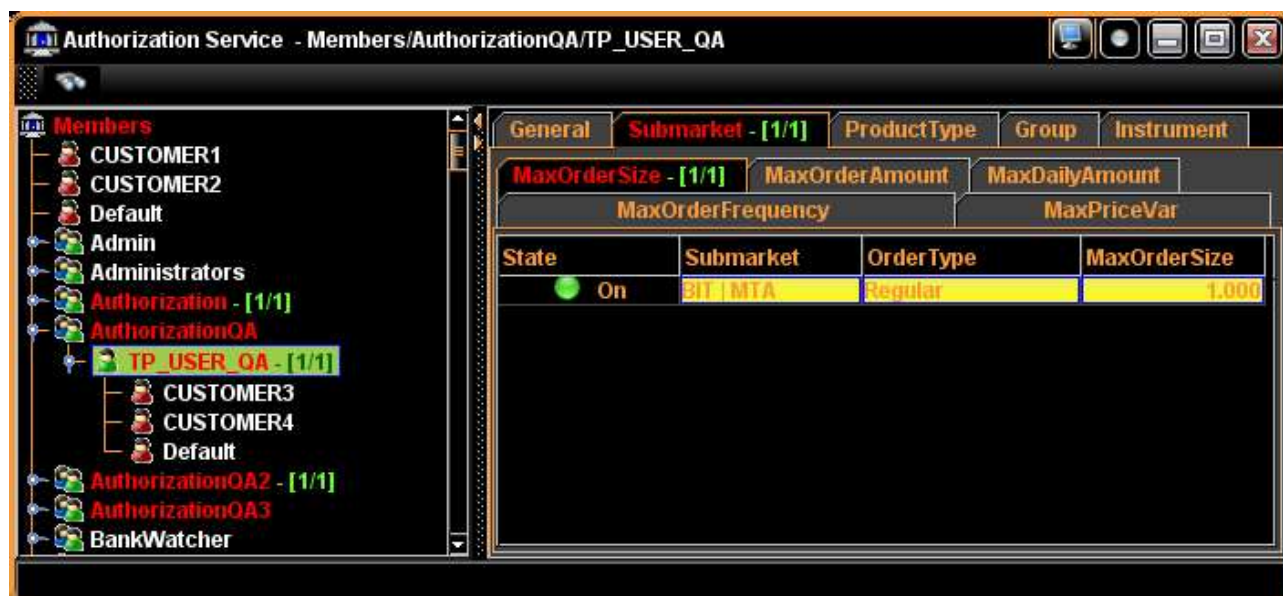 Authorization Service - Members/AuthorizationQA/TP_USER_QA
Members
CUSTOMER1
CUSTOMER2
Default
Admin
Administrators
Authorization - [1/1]
AuthorizationQA
TP_USER_QA - [1/1]
CUSTOMER3
CUSTOMER4
Default
AuthorizationQA2 - [1/1]
AuthorizationQA3
BankWatcher
General Submarket - [1/1] ProductType Group Instrument
MaxOrderSize - [1/1] MaxOrderAmount MaxDailyAmount
MaxOrderFrequency MaxPriceVar
State Submarket OrderType MaxOrderSize
On BIT | MTA Regular 1.000